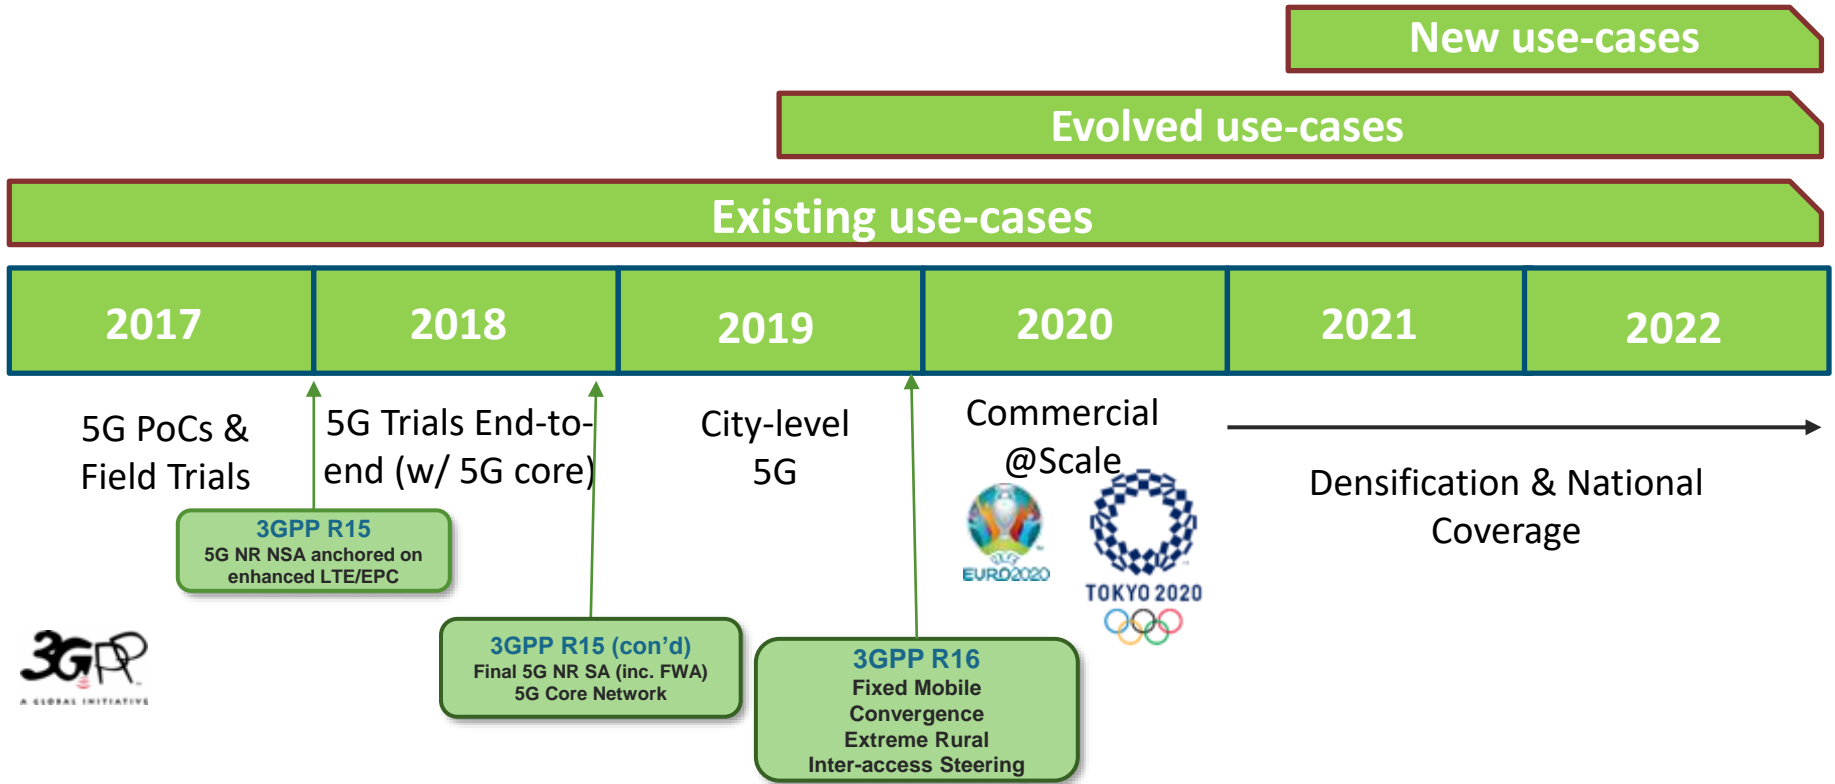 New use-cases
Evolved use-cases
Existing use-cases
2017
2018
2019
2020
2021
2022
5G PoCs &
Field Trials
5G Trials End-to-
end (w/ 5G core)
City-level
5G
Commercial
@Scale
Densification & National
Coverage
3GPP R15
5G NR NSA anchored on
enhanced LTE/EPC
3GPP R15 (con’d)
Final 5G NR SA (inc. FWA)
5G Core Network
3GPP R16
Fixed Mobile
Convergence
Extreme Rural
Inter-access Steering
UEFA
EURO2020
TOKYO 2020
3GPP
A GLOBAL INITIATIVE